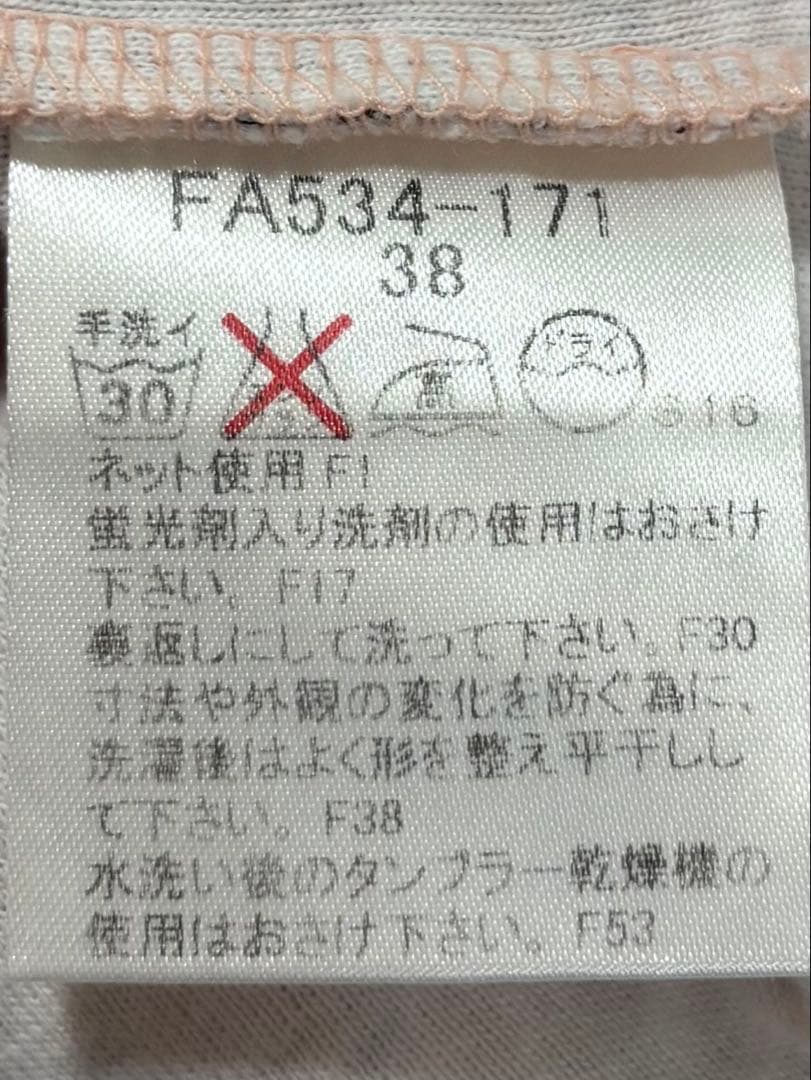 FA534-171
38
手洗イ
30
高
ドライ
316
ネット使用 F1
蛍光剤入り洗剤の使用はおさけ
下さい。F17
裏返しにして洗って下さい。F30
寸法や外観の変化を防ぐ為に、
洗濯後はよく形を整え平干しし
て下さい。F38
水洗い後のタンブラー乾燥機の
使用はおさけ下さい。F53